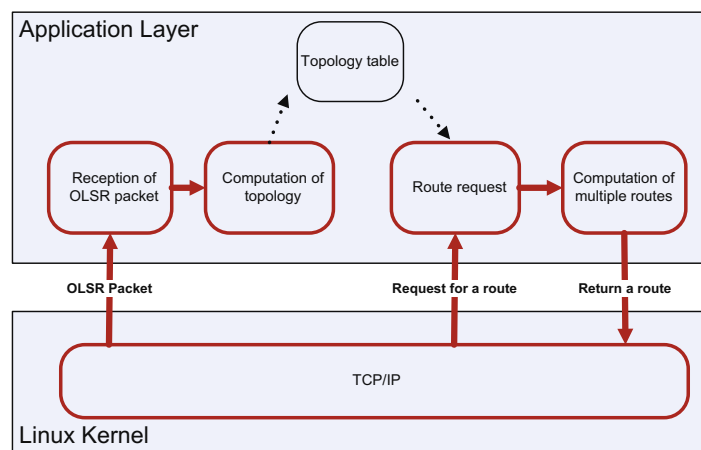 Application Layer
Topology table
Reception of
OLSR packet
Computation of
topology
Route request
Computation of
multiple routes
OLSR Packet
Request for a route
Return a route
TCP/IP
Linux Kernel